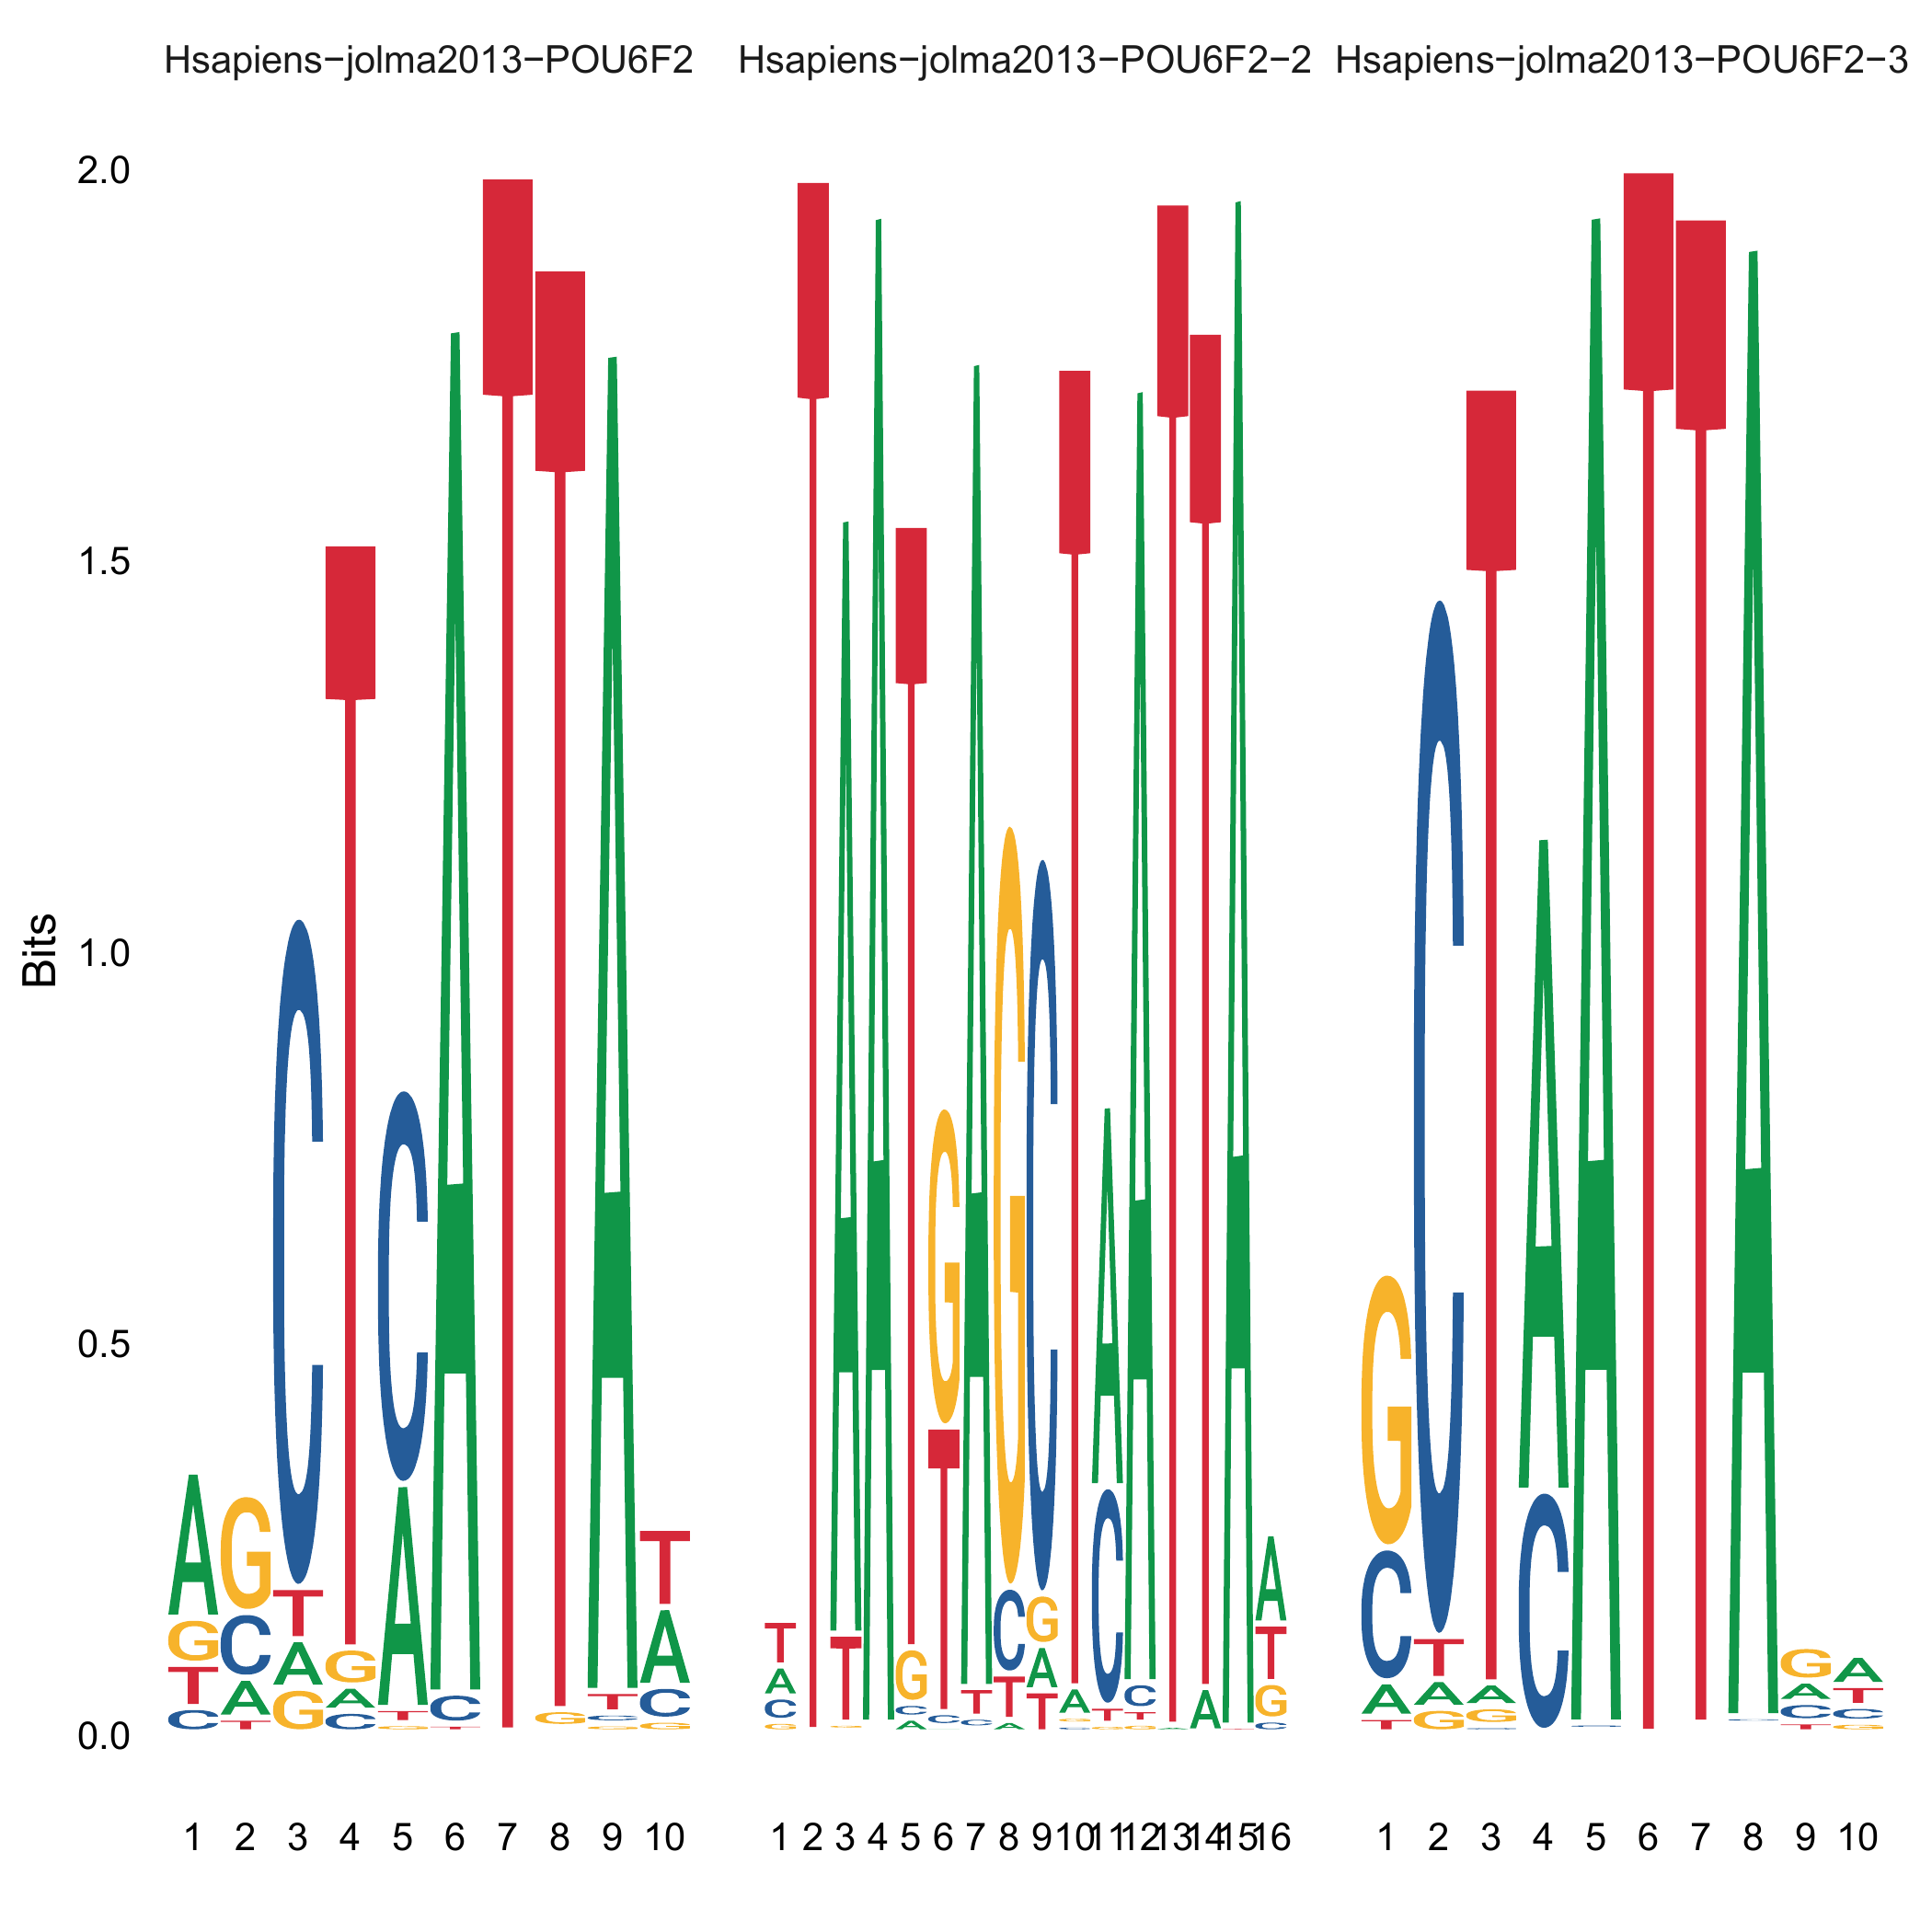 Hsapiens−jolma2013−POU6F2 Hsapiens−jolma2013−POU6F2−2 Hsapiens−jolma2013−POU6F2−3
2.0
1.5
1.0
0.5
0.0
Bits
1 2 3 4 5 6 7 8 9 10 1 2 3 4 5 6 7 8 9 10 11 12 13 14 15 16 1 2 3 4 5 6 7 8 9 10